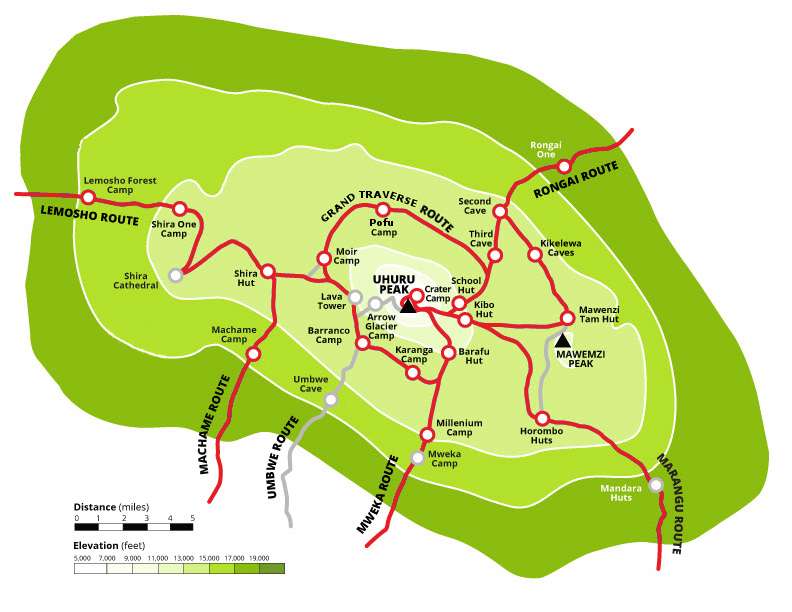 Rongai
One
RONGAI ROUTE
Lemosho Forest
Camp
LEMOSHO ROUTE
Shira One
Camp
GRAND TRAVERSE ROUTE
Pofu
Camp
Second
Cave
Third
Cave
Kikelewa
Caves
Moir
Camp
Shira
Cathedral
Shira
Hut
UHURU
PEAK
Crater
Camp
School
Hut
Kibo
Hut
Lava
Tower
Arrow
Glacier
Camp
Mawenzi
Tam Hut
MAWEMZI
PEAK
Machame
Camp
Barranco
Camp
Karanga
Camp
Barafu
Hut
Umbwe
Cave
MACHAME ROUTE
UMBWE ROUTE
Millenium
Camp
Horombo
Huts
Mweka
Camp
MWEKA ROUTE
Mandara
Huts
MARANGU ROUTE
Distance (miles)
0 1 2 3 4 5
Elevation (feet)
5,000 7,000 9,000 11,000 13,000 15,000 17,000 19,000